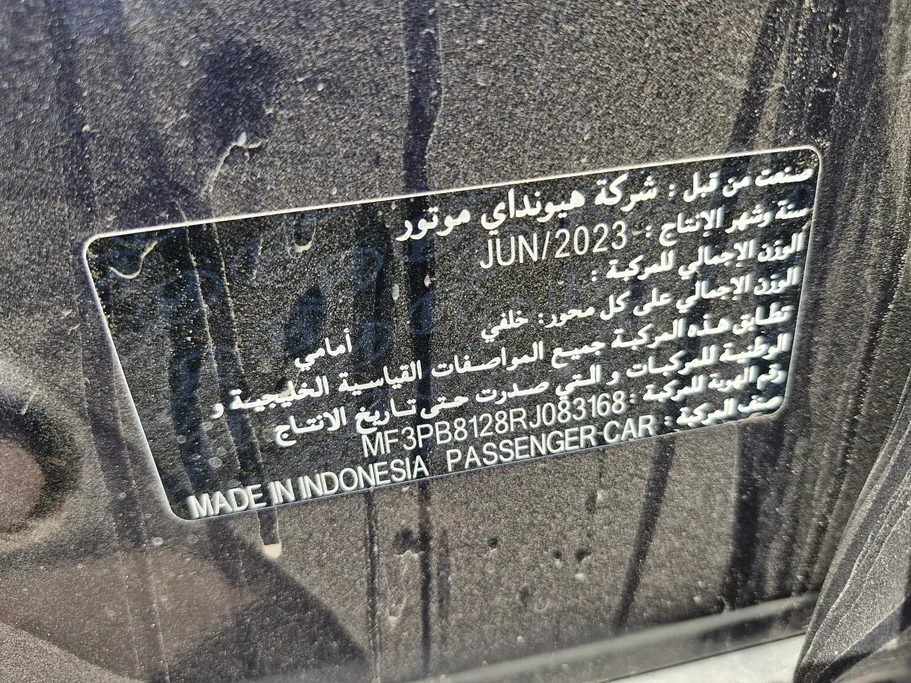 صنعت من قبل : شركة هيونداي موتور
سنة وشهر الانتاج : JUN/2023
الوزن الإجمالي للمركبة :
الوزن الإجمالي على كل محور: خلفي أمامي
تطابق هذه المركبة جميع المواصفات القياسية الخليجية و
الوطنية للمركبات و التي صدرت حتى تاريخ الانتاج
رقم الهوية للمركبة : MF3PB8128RJ083168
صنف المركبة : PASSENGER CAR MADE IN INDONESIA